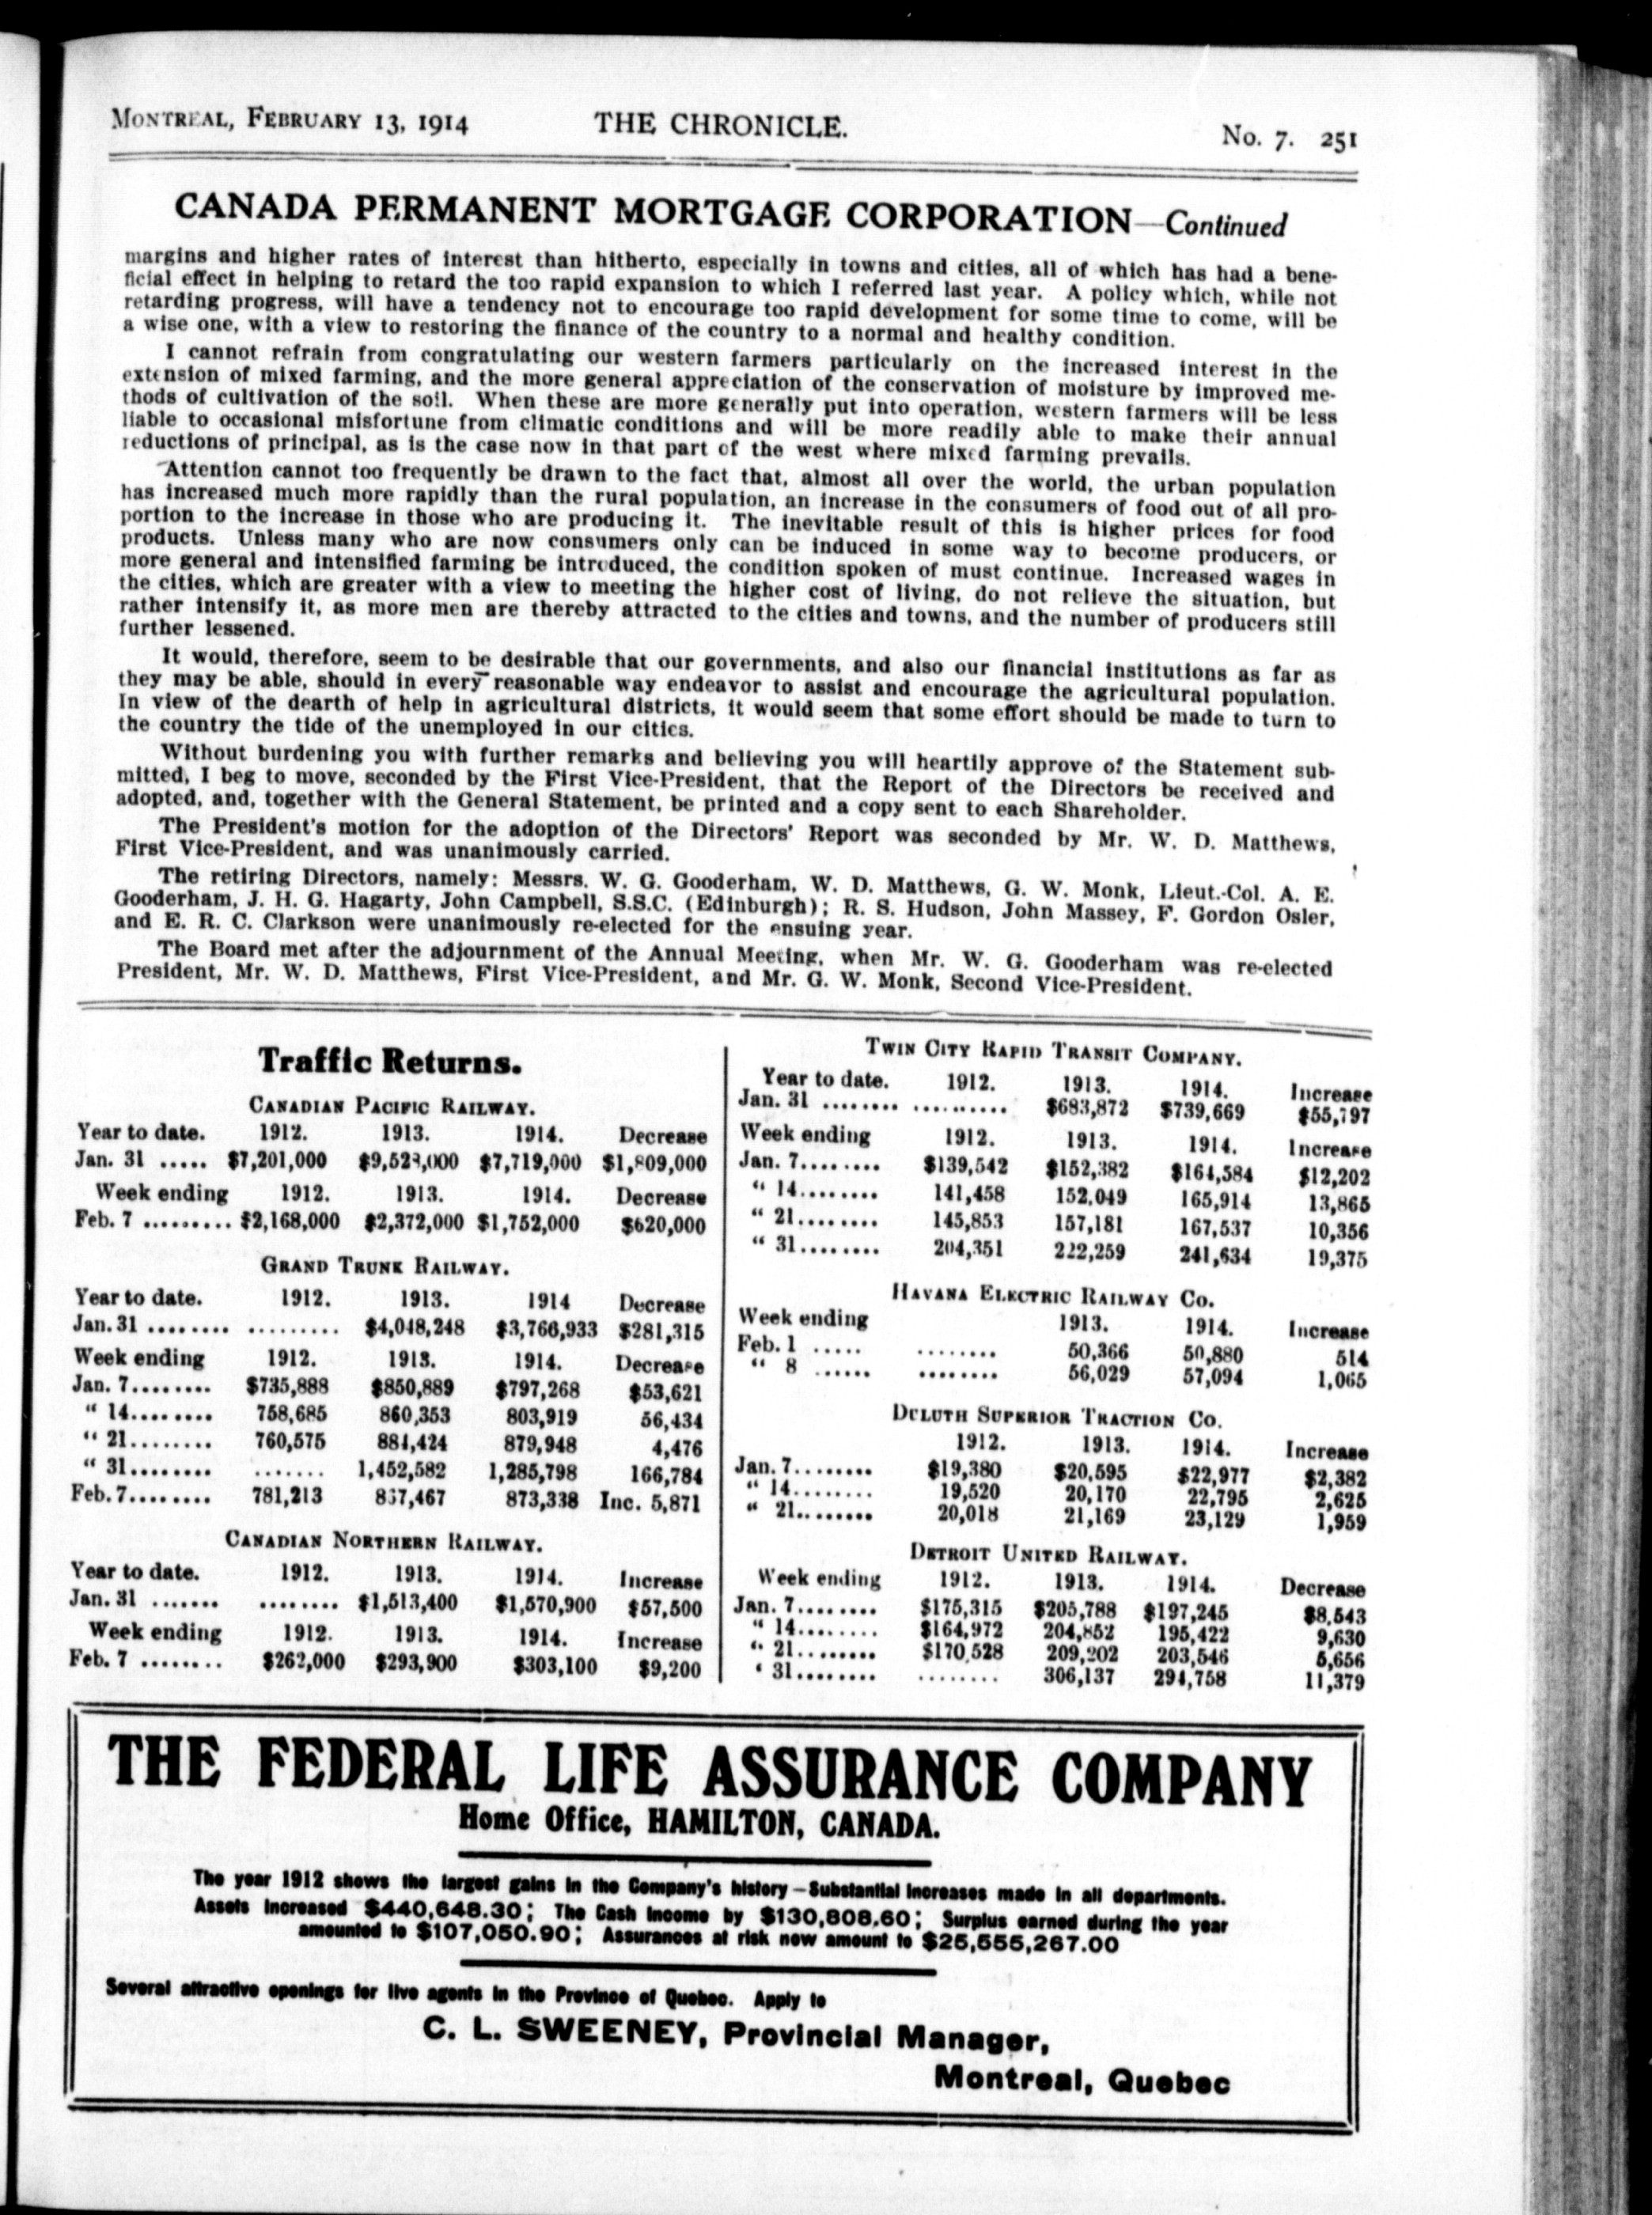 MONTREAL, FEBRUARY 13, 1914 THE CHRONICLE. No. 7. 251
CANADA PERMANENT MORTGAGE CORPORATION—Continued
margins and higher rates of interest than hitherto, especially in towns and cities, all of which has had a bene-
ficial effect in helping to retard the too rapid expansion to which I referred last year. A policy which, while not
retarding progress, will have a tendency not to encourage too rapid development for some time to come, will be
a wise one, with a view to restoring the finance of the country to a normal and healthy condition.
I cannot refrain from congratulating our western farmers particularly on the increased interest in the
extension of mixed farming, and the more general appreciation of the conservation of moisture by improved me-
thods of cultivation of the soil. When these are more generally put into operation, western farmers will be less
liable to occasional misfortune from climatic conditions and will be more readily able to make their annual
reductions of principal, as is the case now in that part of the west where mixed farming prevails.
Attention cannot too frequently be drawn to the fact that, almost all over the world, the urban population
has increased much more rapidly than the rural population, an increase in the consumers of food out of all pro-
portion to the increase in those who are producing it. The inevitable result of this is higher prices for food
products. Unless many who are now consumers only can be induced in some way to become producers, or
more general and intensified farming be introduced, the condition spoken of must continue. Increased wages in
the cities, which are greater with a view to meeting the higher cost of living, do not relieve the situation, but
rather intensify it, as more men are thereby attracted to the cities and towns, and the number of producers still
further lessened.
It would, therefore, seem to be desirable that our governments, and also our financial institutions as far as
they may be able, should in every reasonable way endeavor to assist and encourage the agricultural population.
In view of the dearth of help in agricultural districts, it would seem that some effort should be made to turn to
the country the tide of the unemployed in our cities.
Without burdening you with further remarks and believing you will heartily approve of the Statement sub-
mitted, I beg to move, seconded by the First Vice-President, that the Report of the Directors be received and
adopted, and, together with the General Statement, be printed and a copy sent to each Shareholder.
The President's motion for the adoption of the Directors' Report was seconded by Mr. W. D. Matthews,
First Vice-President, and was unanimously carried.
The retiring Directors, namely: Messrs. W. G. Gooderham, W. D. Matthews, G. W. Monk, Lieut.-Col. A. E.
Gooderham, J. H. G. Hagarty, John Campbell, S.S.C. (Edinburgh); R. S. Hudson, John Massey, F. Gordon Osler,
and E. R. C. Clarkson were unanimously re-elected for the ensuing year.
The Board met after the adjournment of the Annual Meeting, when Mr. W. G. Gooderham was re-elected
President, Mr. W. D. Matthews, First Vice-President, and Mr. G. W. Monk, Second Vice-President.
Traffic Returns.
CANADIAN PACIFIC RAILWAY.
Year to date. 1912. 1913. 1914. Decrease
Jan. 31 ..... $7,201,000 $9,528,000 $7,719,000 $1,809,000
Week ending 1912. 1913. 1914. Decrease
Feb. 7 ......... $2,168,000 $2,372,000 $1,752,000 $620,000
GRAND TRUNK RAILWAY.
Year to date. 1912. 1913. 1914 Decrease
Jan. 31 ........ ......... $4,048,248 $3,766,933 $281,315
Week ending 1912. 1913. 1914. Decrease
Jan. 7........ $735,888 $850,889 $797,268 $53,621
“ 14........ 758,685 860,353 803,919 56,434
“ 21........ 760,575 884,424 879,948 4,476
“ 31........ ....... 1,452,582 1,285,798 166,784
Feb. 7........ 781,213 867,467 873,338 Inc. 5,871
CANADIAN NORTHERN RAILWAY.
Year to date. 1912. 1913. 1914. Increase
Jan. 31 ....... ........ $1,513,400 $1,570,900 $57,500
Week ending 1912. 1913. 1914. Increase
Feb. 7 ........ $262,000 $293,900 $303,100 $9,200
TWIN CITY RAPID TRANSIT COMPANY.
Year to date. 1912. 1913. 1914. Increase
Jan. 31 ........ .......... $683,872 $739,669 $55,797
Week ending 1912. 1913. 1914. Increase
Jan. 7........ $139,542 $152,382 $164,584 $12,202
“ 14........ 141,458 152,049 165,914 13,865
“ 21........ 145,853 157,181 167,537 10,356
“ 31........ 204,351 222,259 241,634 19,375
HAVANA ELECTRIC RAILWAY CO.
Week ending 1913. 1914. Increase
Feb. 1 ..... ........ 50,366 50,880 514
“ 8 ...... ........ 56,029 57,094 1,065
DULUTH SUPERIOR TRACTION CO.
1912. 1913. 1914. Increase
Jan. 7........ $19,380 $20,595 $22,977 $2,382
“ 14........ 19,520 20,170 22,795 2,625
“ 21........ 20,018 21,169 23,129 1,959
DETROIT UNITED RAILWAY.
Week ending 1912. 1913. 1914. Decrease
Jan. 7........ $175,315 $205,788 $197,245 $8,543
“ 14........ $164,972 204,852 195,422 9,630
“ 21......... $170,528 209,202 203,546 5,656
“ 31........ ........ 306,137 294,758 11,379
THE FEDERAL LIFE ASSURANCE COMPANY
Home Office, HAMILTON, CANADA.
The year 1912 shows the largest gains in the Company's history—Substantial increases made in all departments.
Assets increased $440,648.30; The Cash Income by $130,808.60; Surplus earned during the year
amounted to $107,050.90; Assurances at risk now amount to $25,555,267.00
Several attractive openings for live agents in the Province of Quebec. Apply to
C. L. SWEENEY, Provincial Manager,
Montreal, Quebec